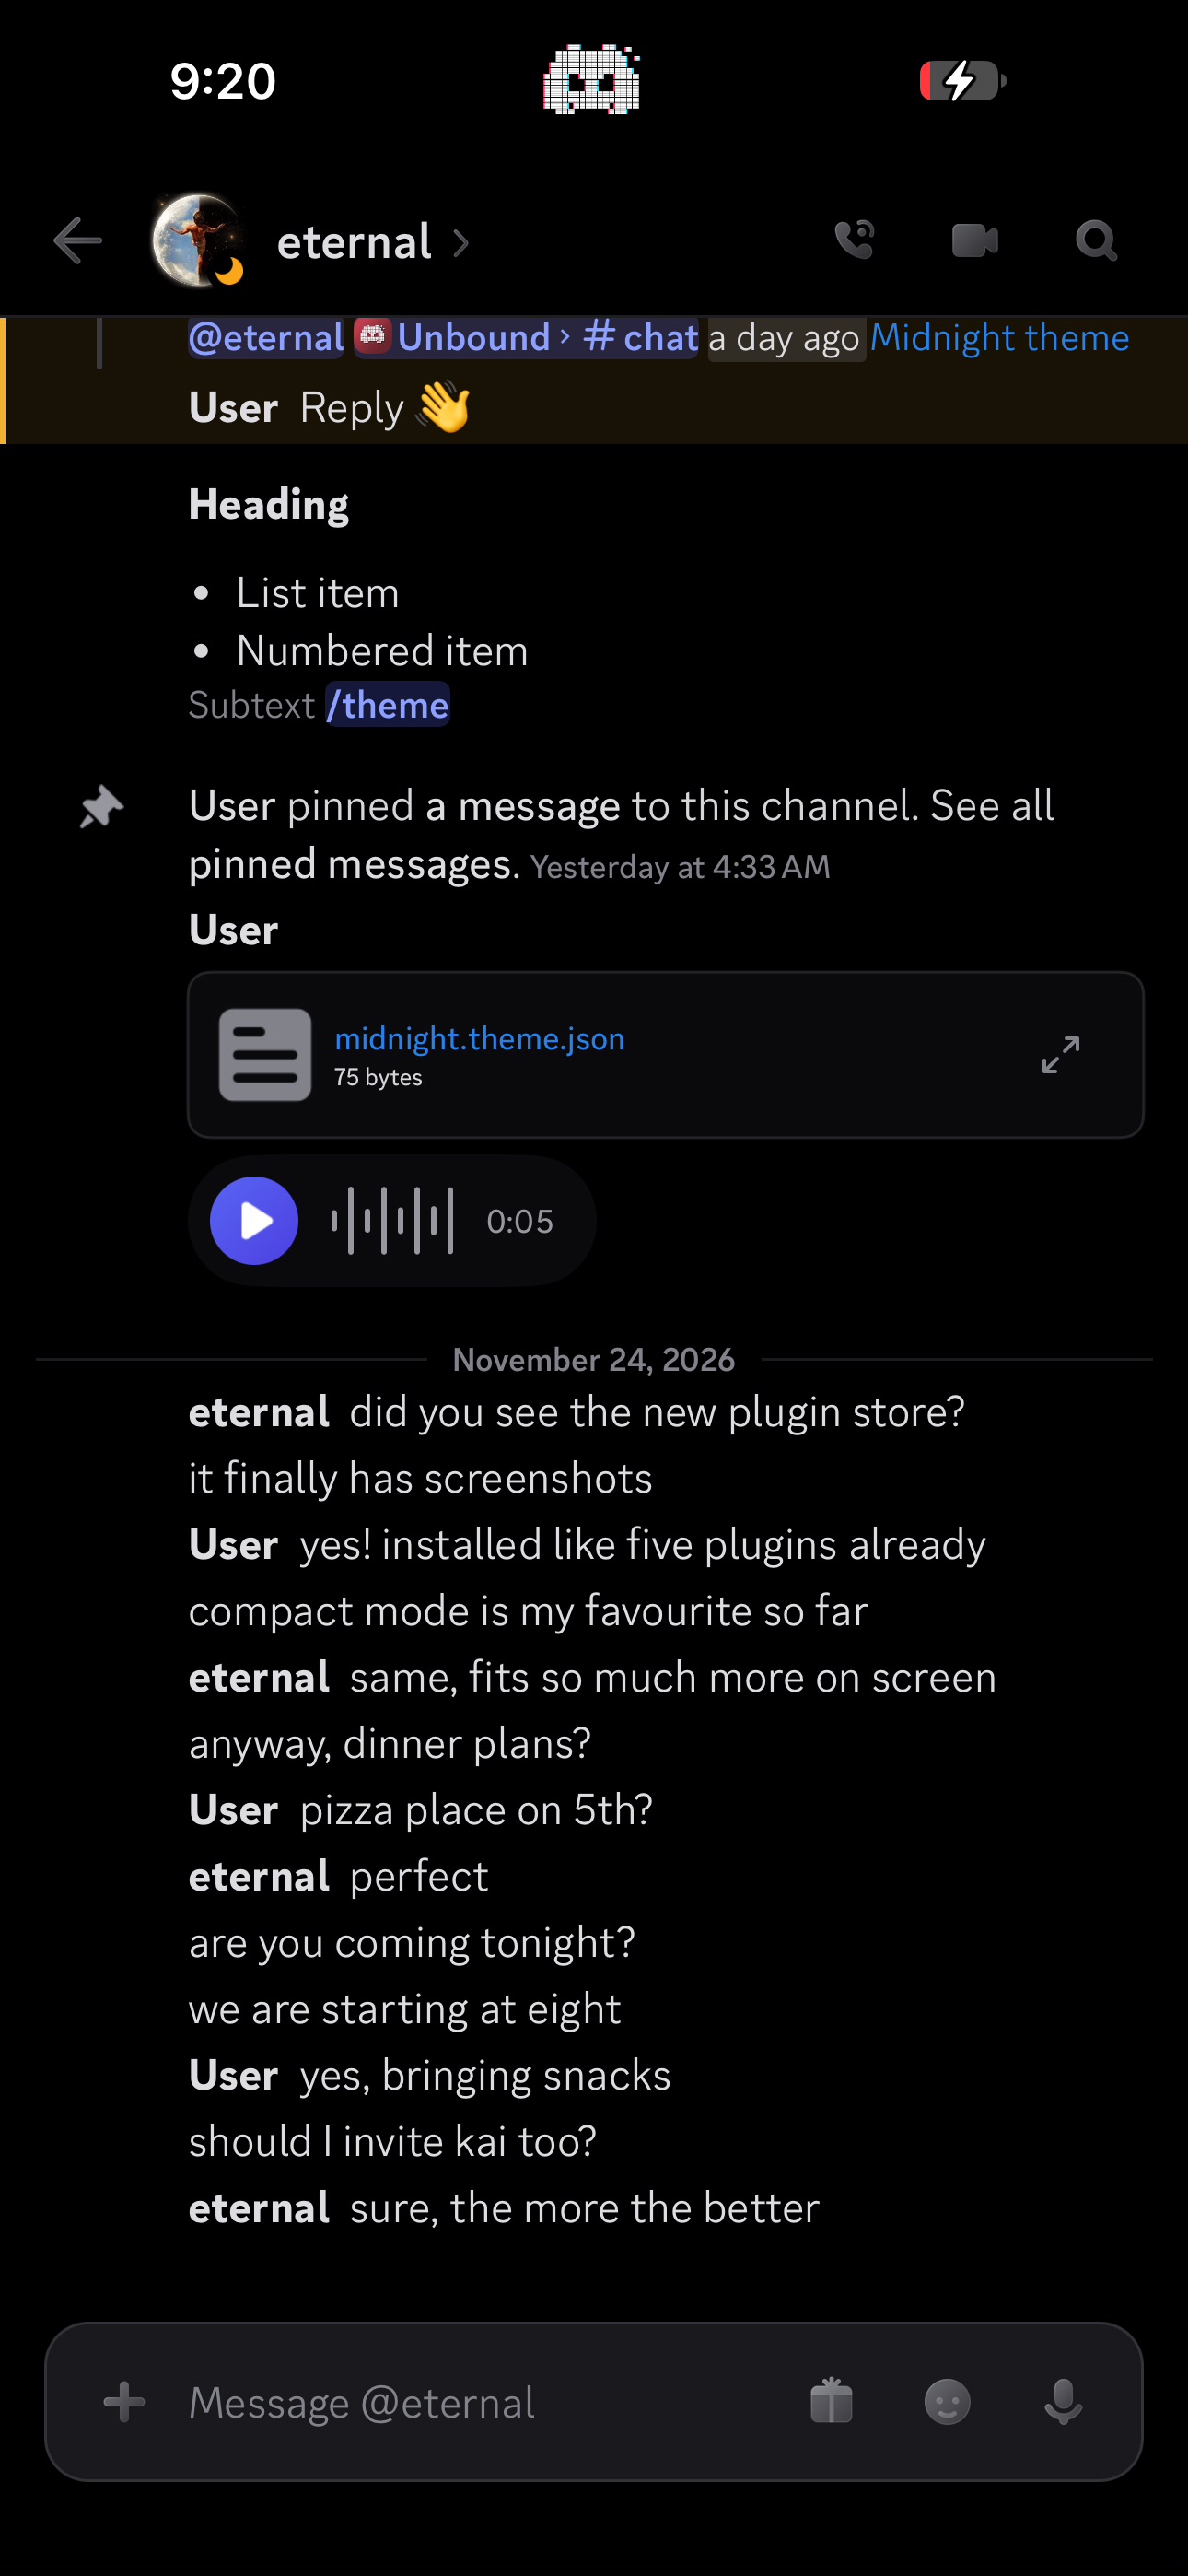 9:20
eternal
@eternal Unbound › # chat a day ago Midnight theme
User Reply 👋
Heading
• List item
• Numbered item
Subtext /theme
User pinned a message to this channel. See all
pinned messages. Yesterday at 4:33 AM
User
midnight.theme.json
75 bytes
0:05
November 24, 2026
eternal did you see the new plugin store?
it finally has screenshots
User yes! installed like five plugins already
compact mode is my favourite so far
eternal same, fits so much more on screen
anyway, dinner plans?
User pizza place on 5th?
eternal perfect
are you coming tonight?
we are starting at eight
User yes, bringing snacks
should I invite kai too?
eternal sure, the more the better
Message @eternal